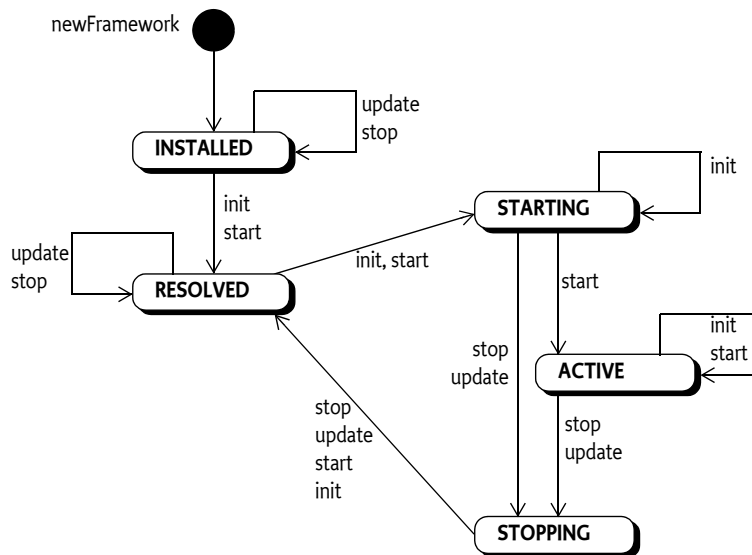 newFramework
update
stop
INSTALLED
init
STARTING
init
start
update
stop
init, start
RESOLVED
start
init
start
stop
update
ACTIVE
stop
update
start
init
stop
update
STOPPING